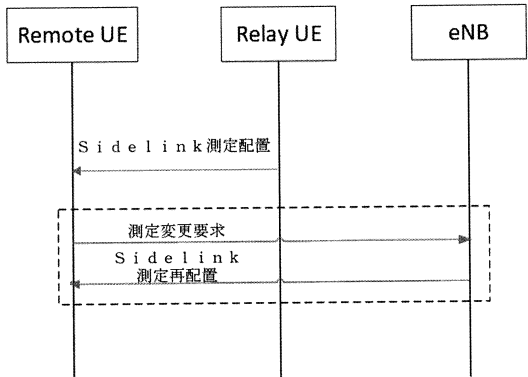 Remote UE
Relay UE
eNB
Ｓｉｄｅｌｉｎｋ測定配置
測定変更要求
Ｓｉｄｅｌｉｎｋ
測定再配置